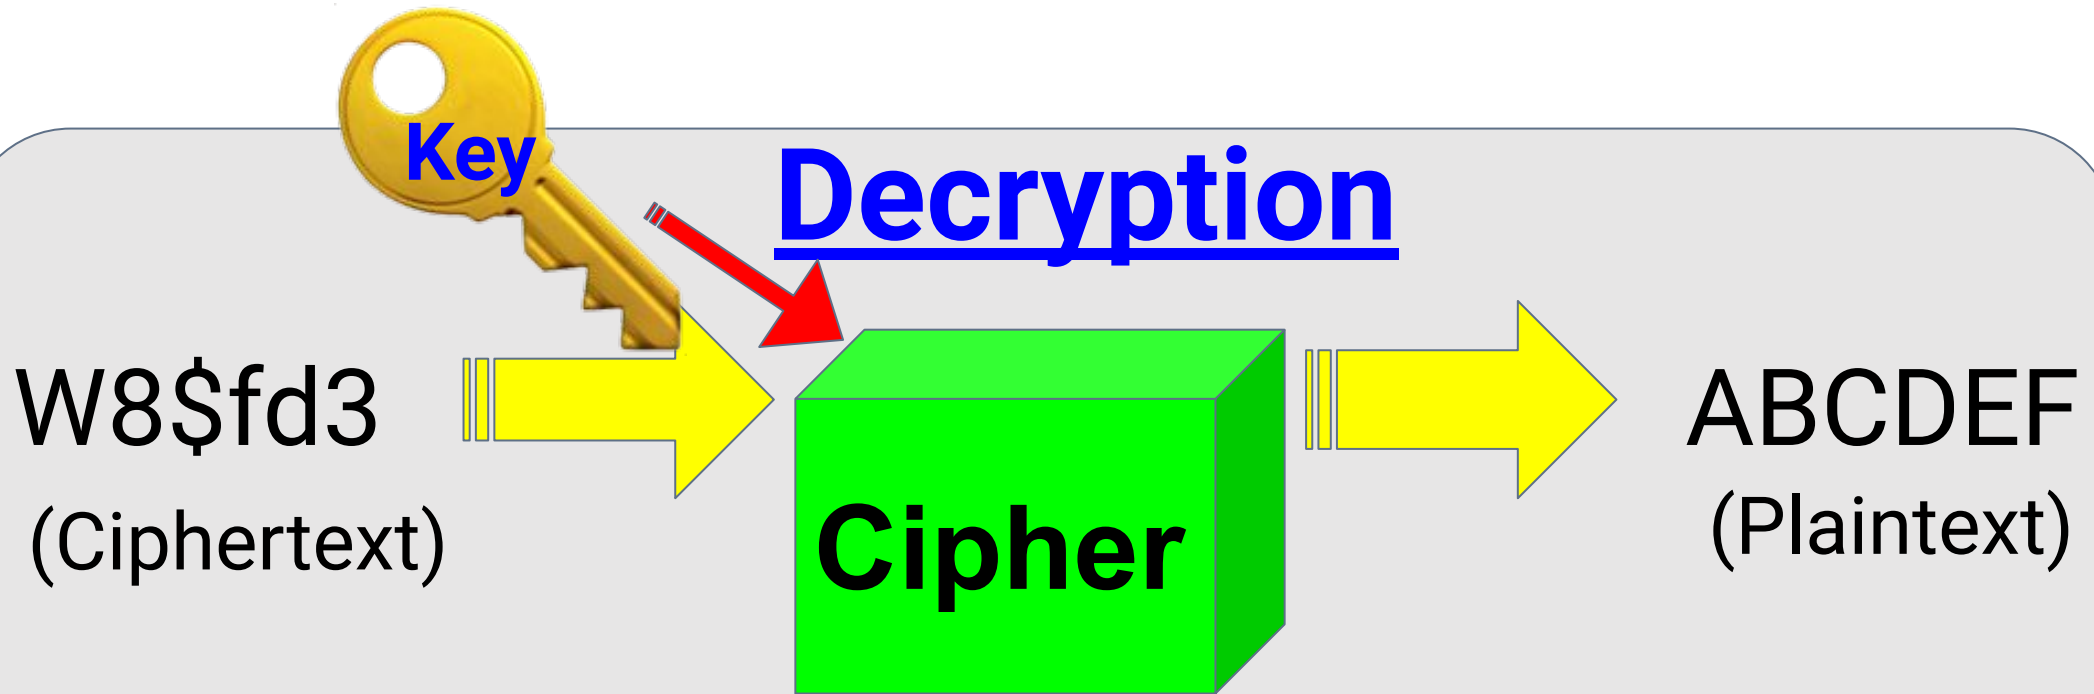 Key
Decryption
W8$fd3
(Ciphertext)
Cipher
ABCDEF
(Plaintext)